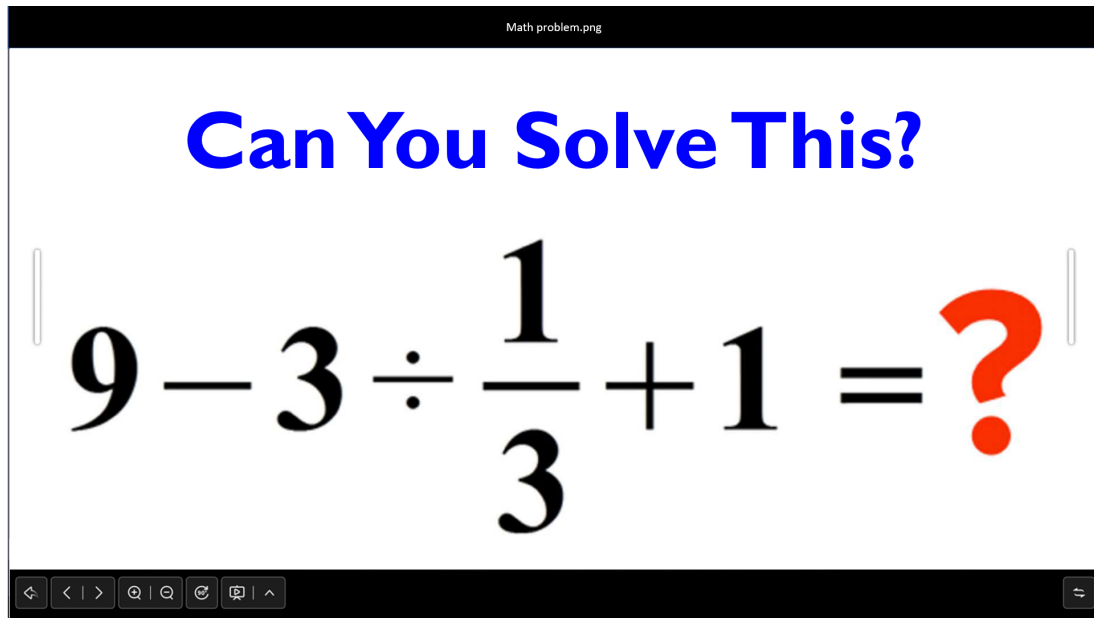 Math problem.png
Can You Solve This?
9 − 3 ÷ 1/3 + 1 = ?